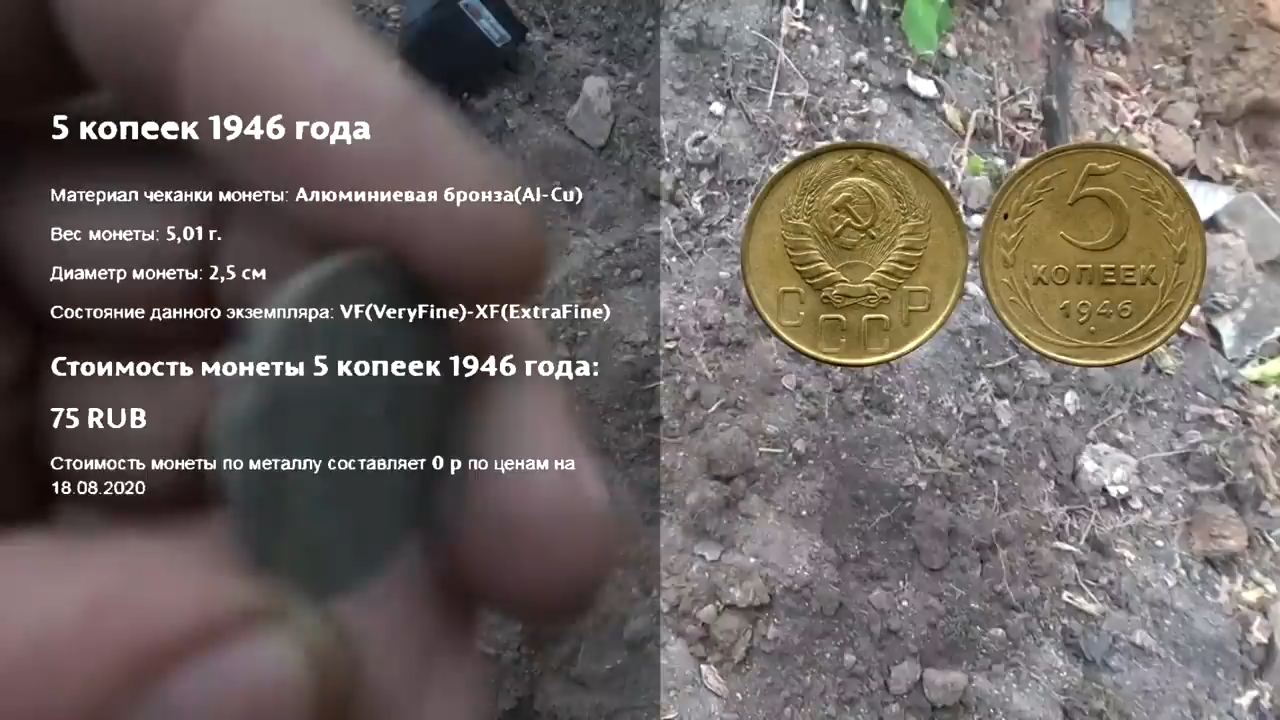 5 копеек 1946 года
Материал чеканки монеты: Алюминиевая бронза(Al-Cu)
Вес монеты: 5,01 г.
Диаметр монеты: 2,5 см
Состояние данного экземпляра: VF(VeryFine)-XF(ExtraFine)
Стоимость монеты 5 копеек 1946 года:
75 RUB
Стоимость монеты по металлу составляет 0 р по ценам на
18.08.2020
С С С Р
5
КОПЕЕК
1946